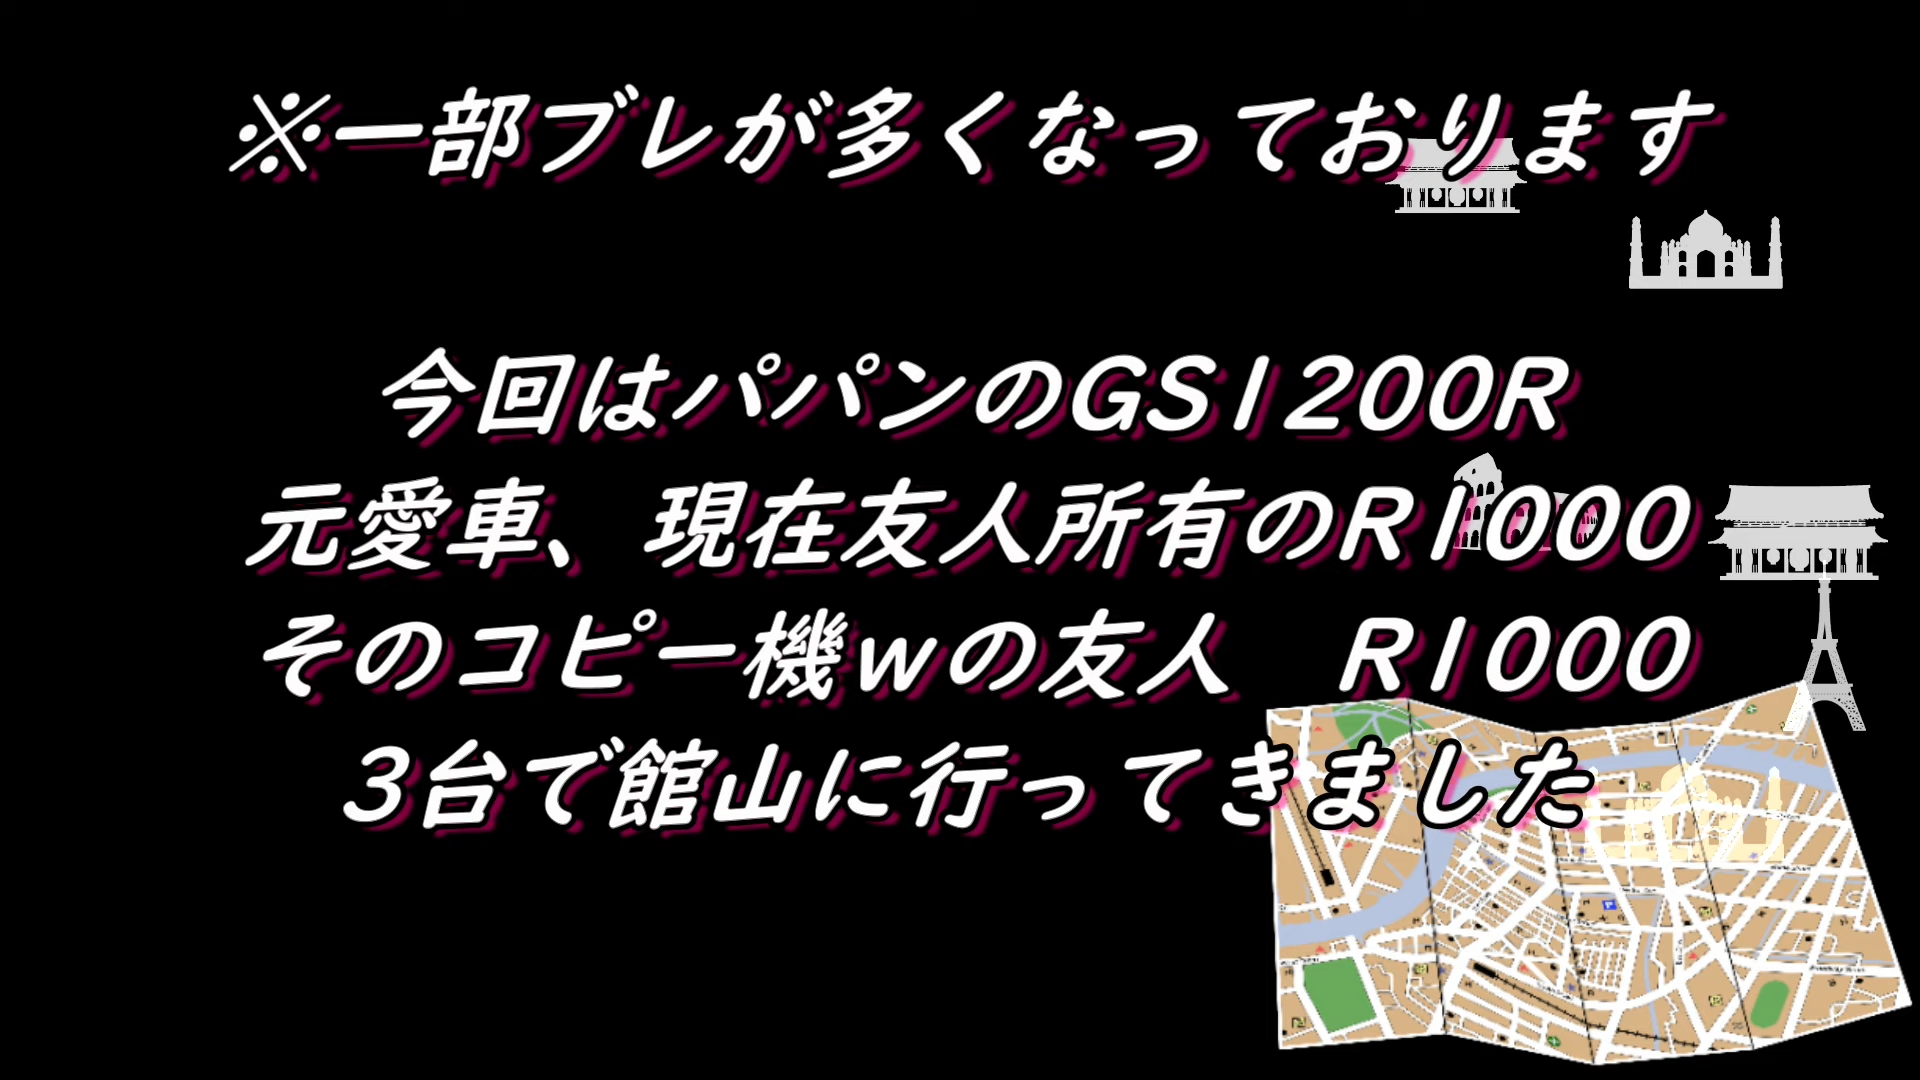 ※一部ブレが多くなっております
今回はパパンのGS1200R
元愛車、現在友人所有のR1000
そのコピー機ｗの友人　R1000
３台で館山に行ってきました